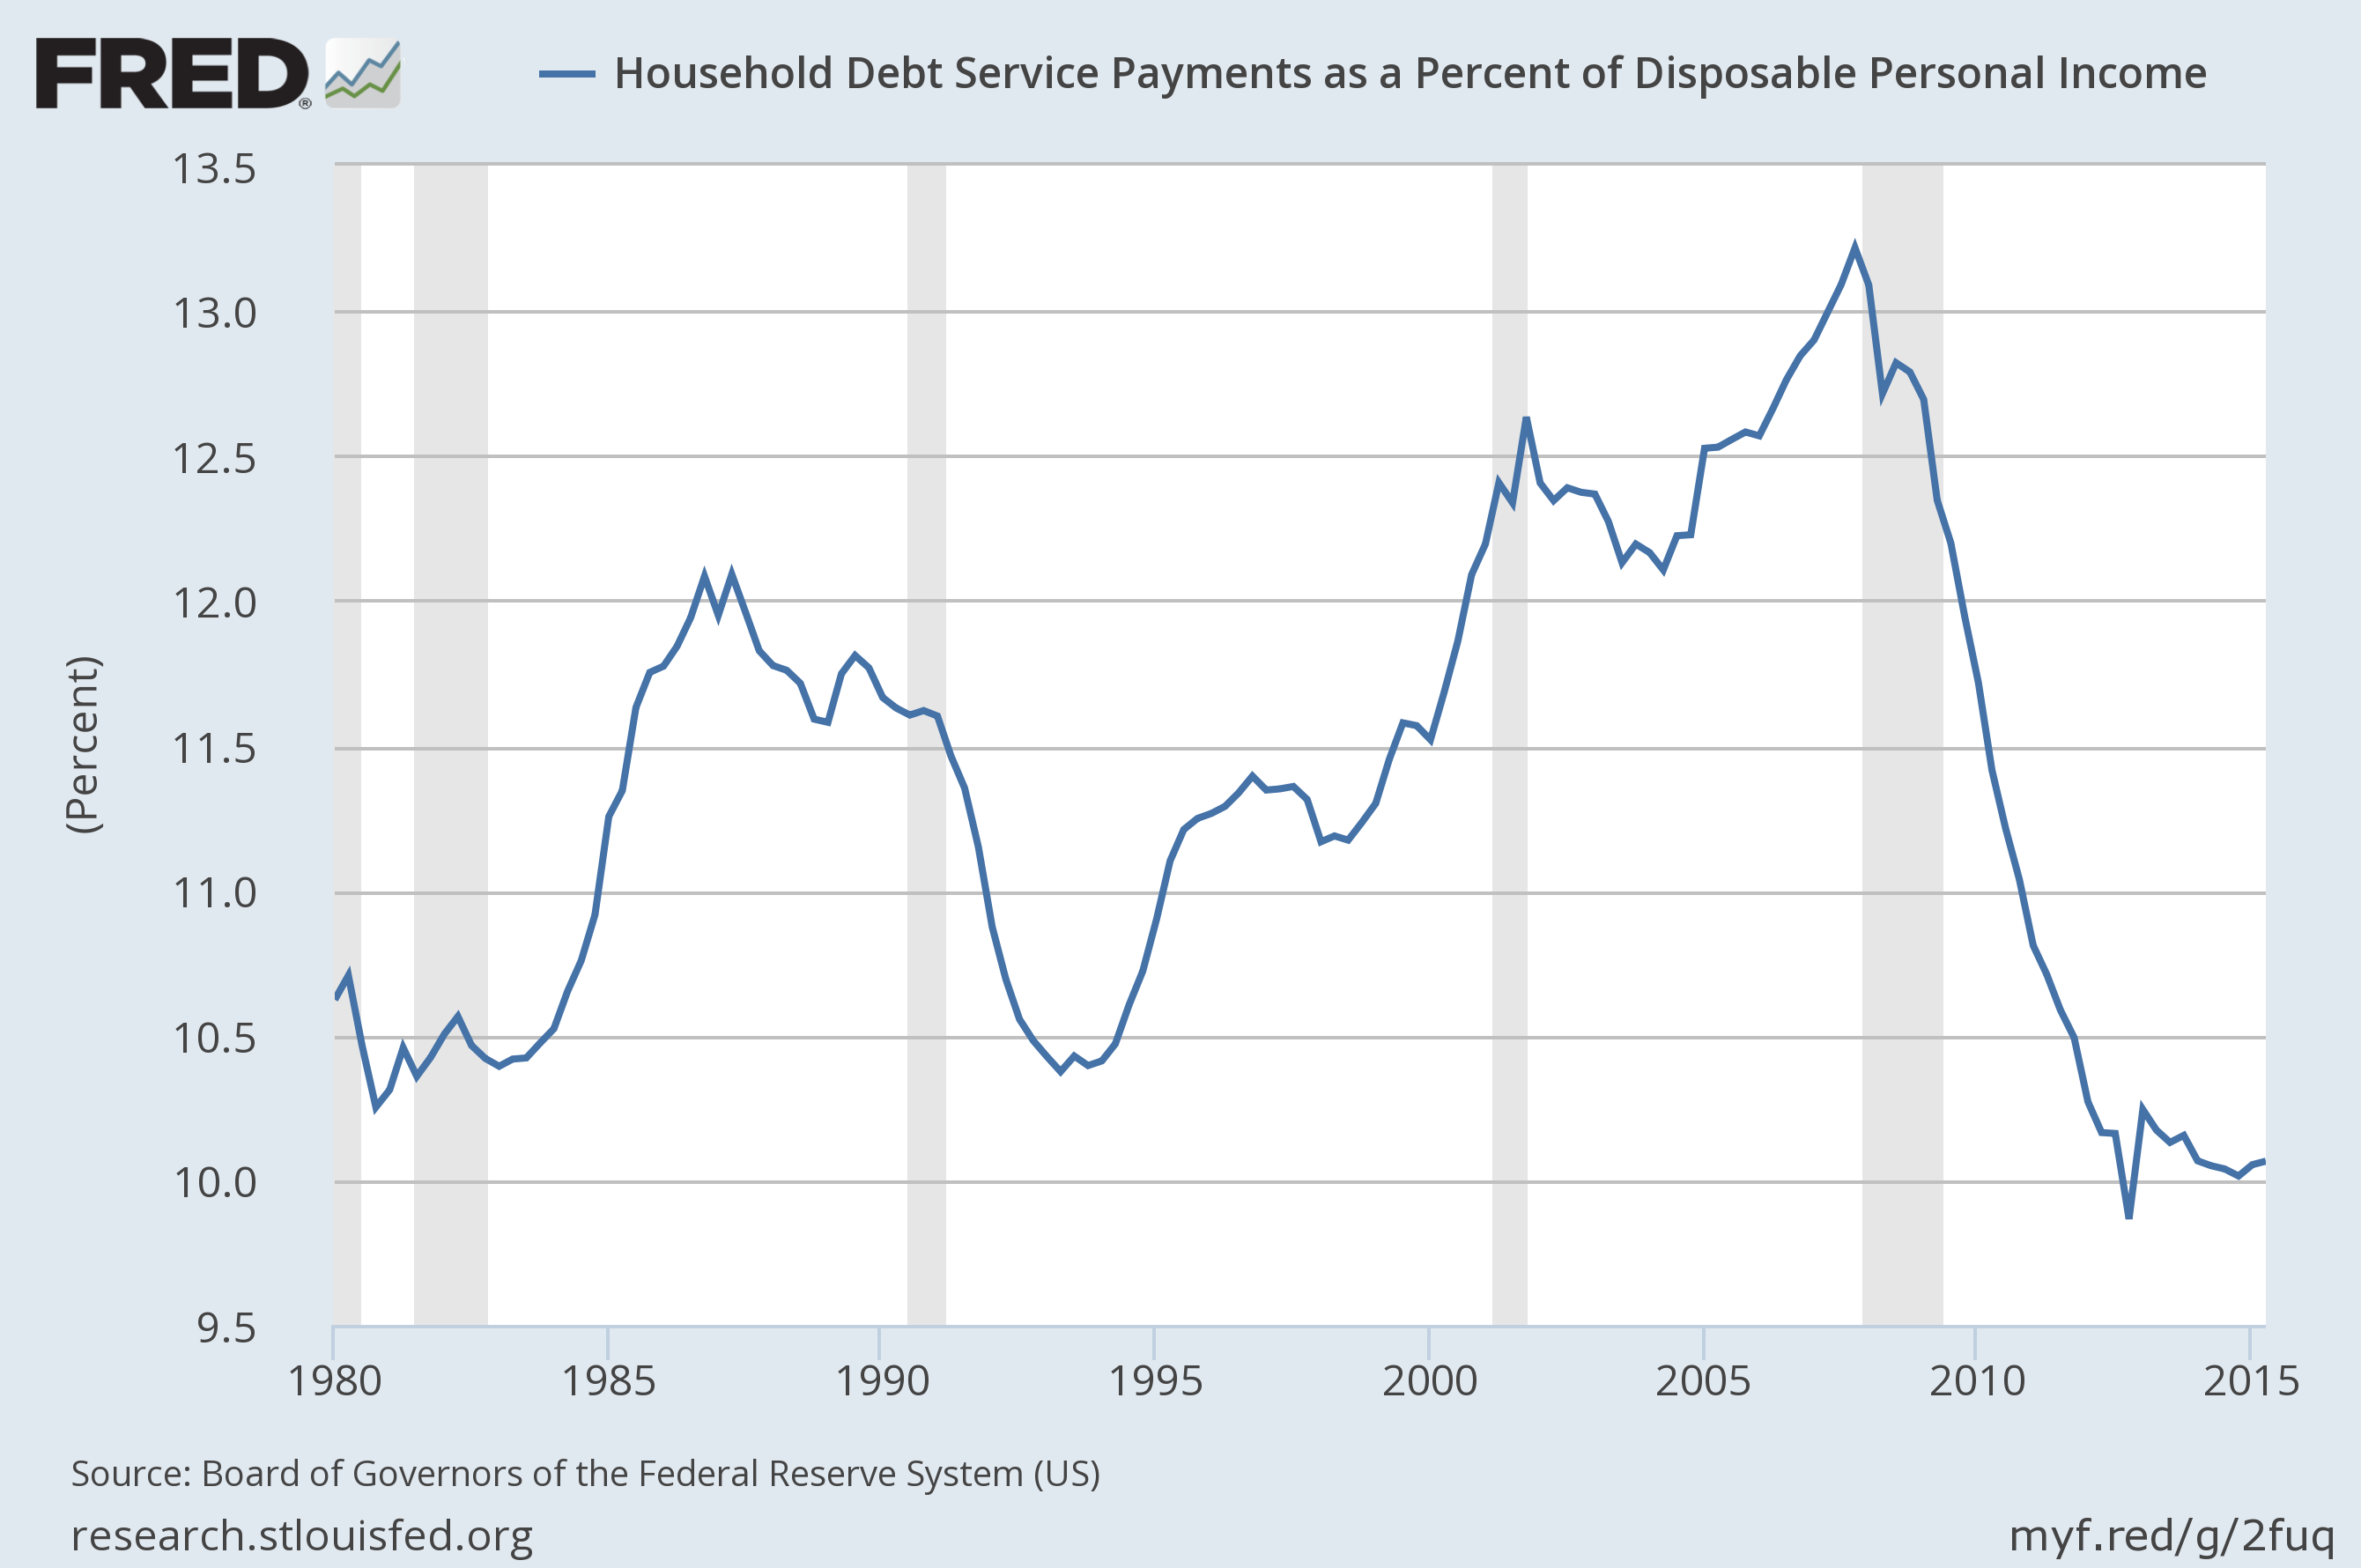 FRED®
Household Debt Service Payments as a Percent of Disposable Personal Income
13.5
13.0
12.5
12.0
11.5
11.0
10.5
10.0
9.5
(Percent)
1980 1985 1990 1995 2000 2005 2010 2015
Source: Board of Governors of the Federal Reserve System (US)
research.stlouisfed.org
myf.red/g/2fuq